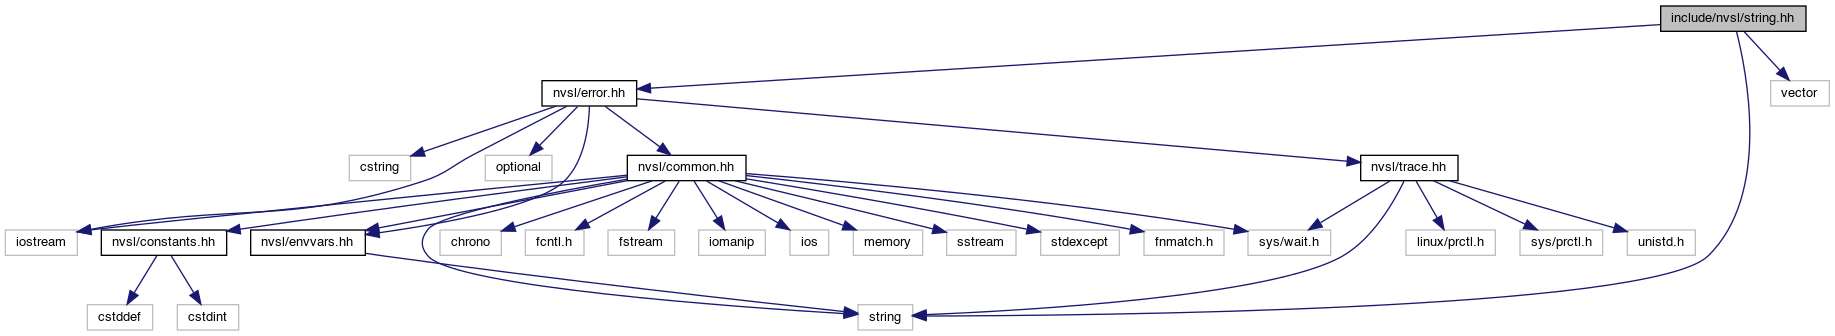 include/nvsl/string.hh
nvsl/error.hh
vector
cstring
optional
nvsl/common.hh
nvsl/trace.hh
iostream
nvsl/constants.hh
nvsl/envvars.hh
chrono
fcntl.h
fstream
iomanip
ios
memory
sstream
stdexcept
fnmatch.h
sys/wait.h
linux/prctl.h
sys/prctl.h
unistd.h
cstddef
cstdint
string